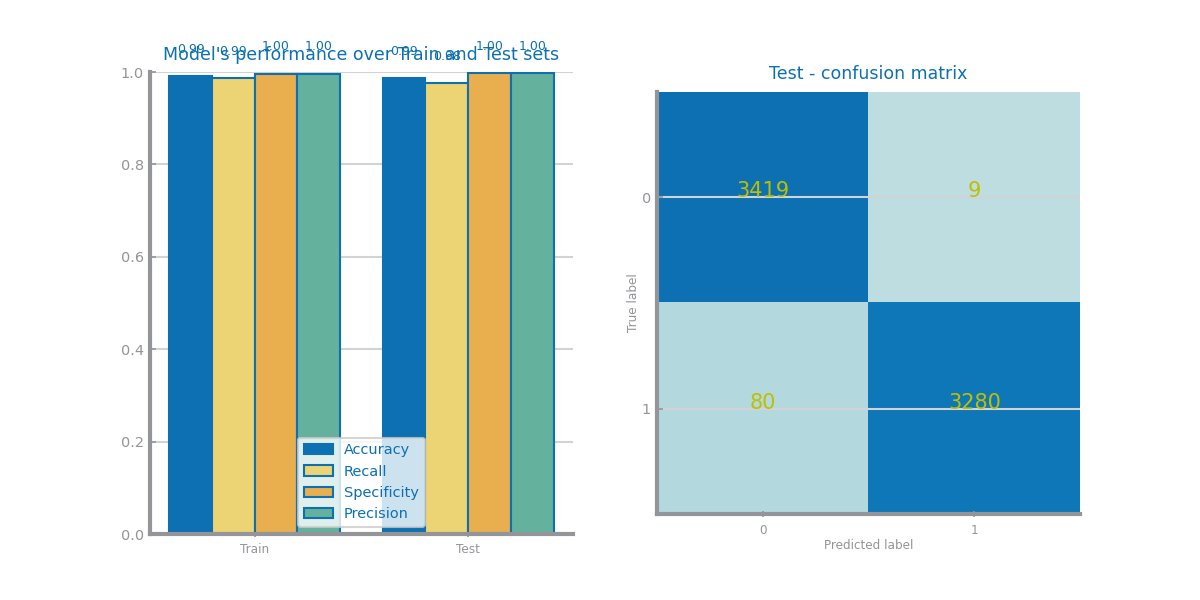 0.99 0.99 1.00 1.00 0.99 0.98 1.00 1.00
Model's performance over Train and Test sets
1.0
0.8
0.6
0.4
0.2
0.0
Accuracy
Recall
Specificity
Precision
Train Test
Test - confusion matrix
True label
0 3419 9
1 80 3280
0 1
Predicted label